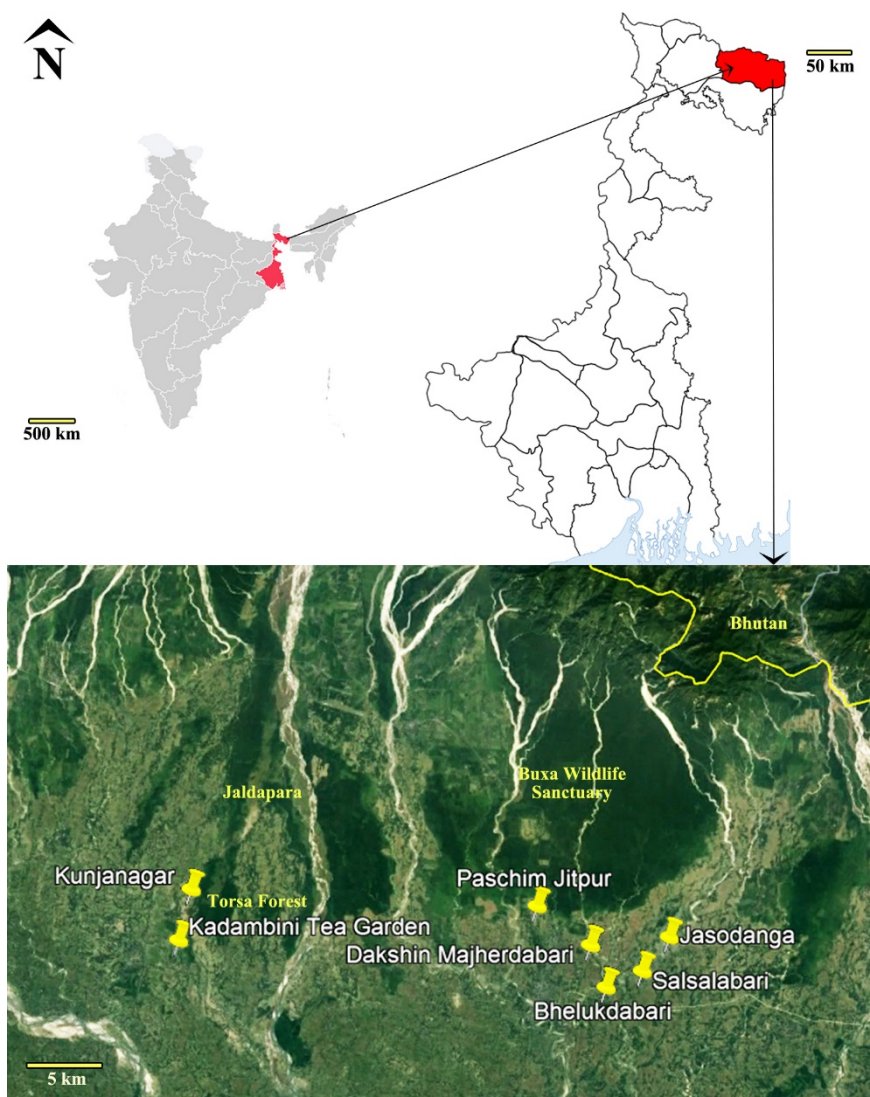 N
50 km
500 km
Bhutan
Buxa Wildlife
Sanctuary
Jaldapara
Kunjanagar
Paschim Jitpur
Torsa Forest
Kadambini Tea Garden
Jasodanga
Dakshin Majherdabari
Salsalabari
Bhelukdabari
5 km